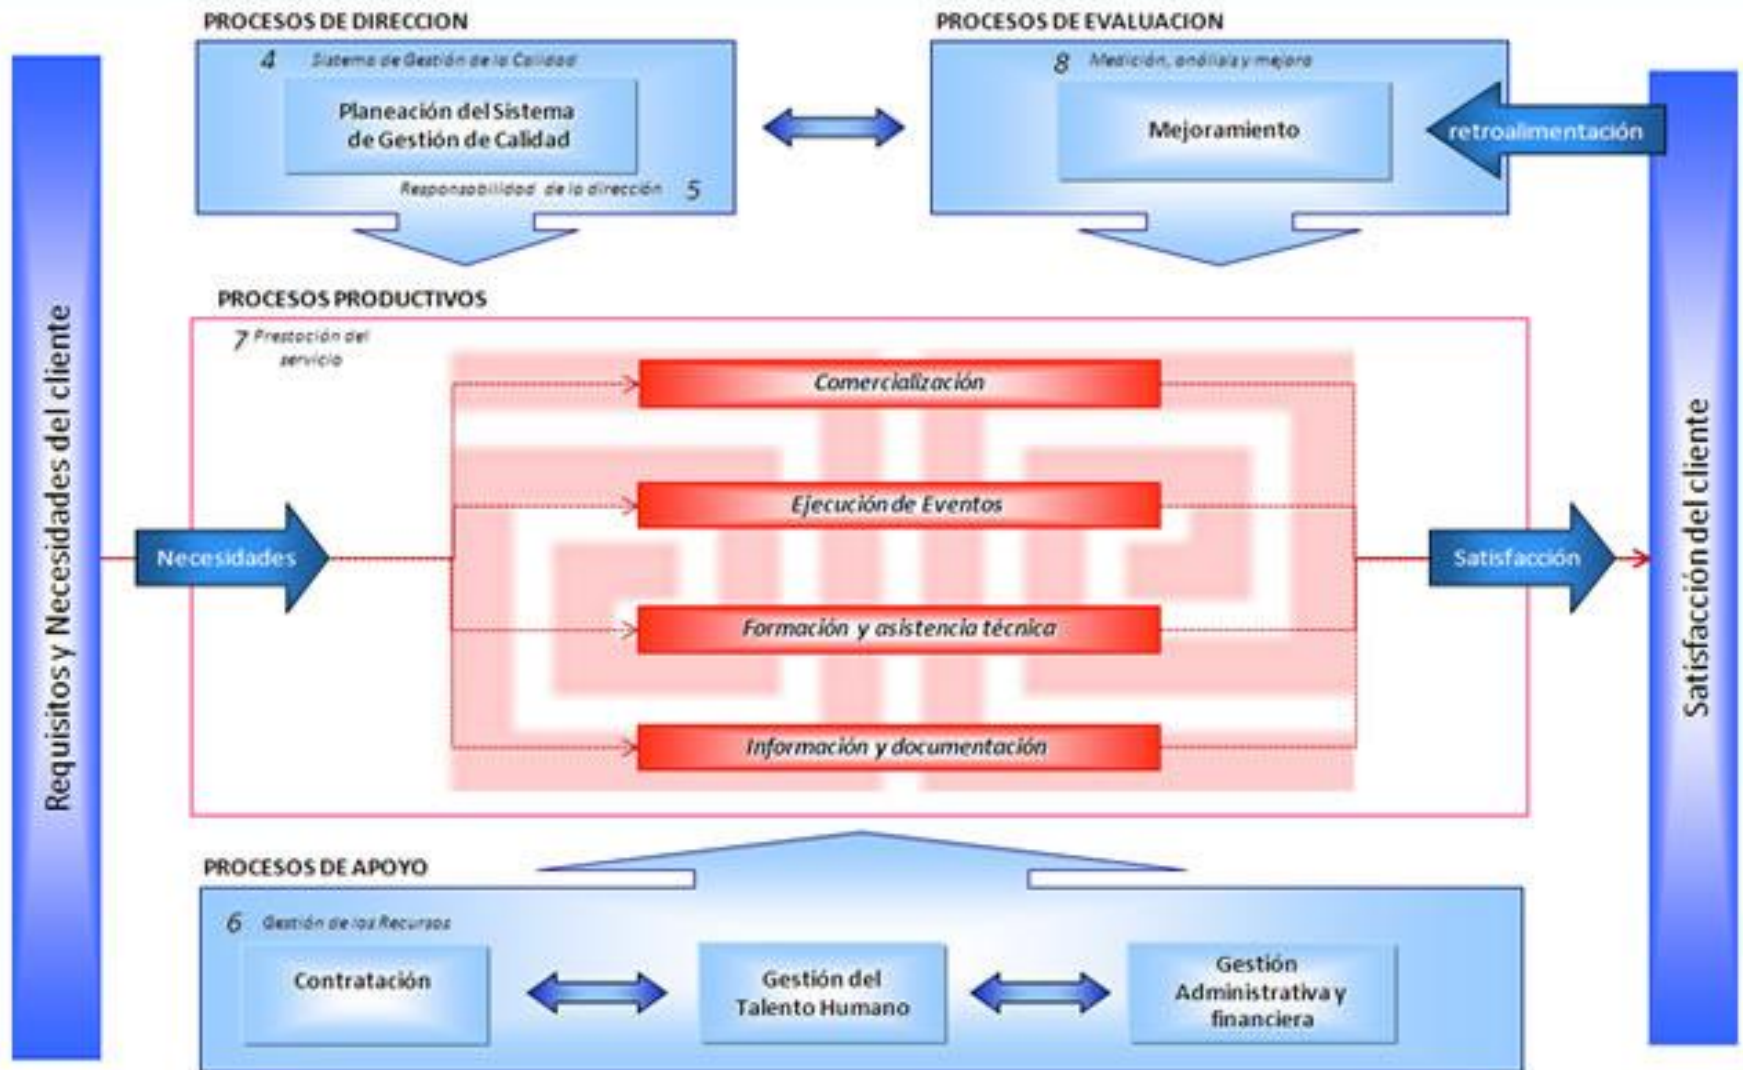 PROCESOS DE DIRECCION
4 Sistema de Gestión de la Calidad
Planeación del Sistema
de Gestión de Calidad
Responsabilidad de la dirección 5
PROCESOS DE EVALUACION
8 Medición, análisis y mejora
Mejoramiento
retroalimentación
Requisitos y Necesidades del cliente
PROCESOS PRODUCTIVOS
7 Prestación del
servicio
Necesidades
Comercialización
Ejecución de Eventos
Formación y asistencia técnica
Información y documentación
Satisfacción
Satisfacción del cliente
PROCESOS DE APOYO
6 Gestión de los Recursos
Contratación
Gestión del
Talento Humano
Gestión
Administrativa y
financiera